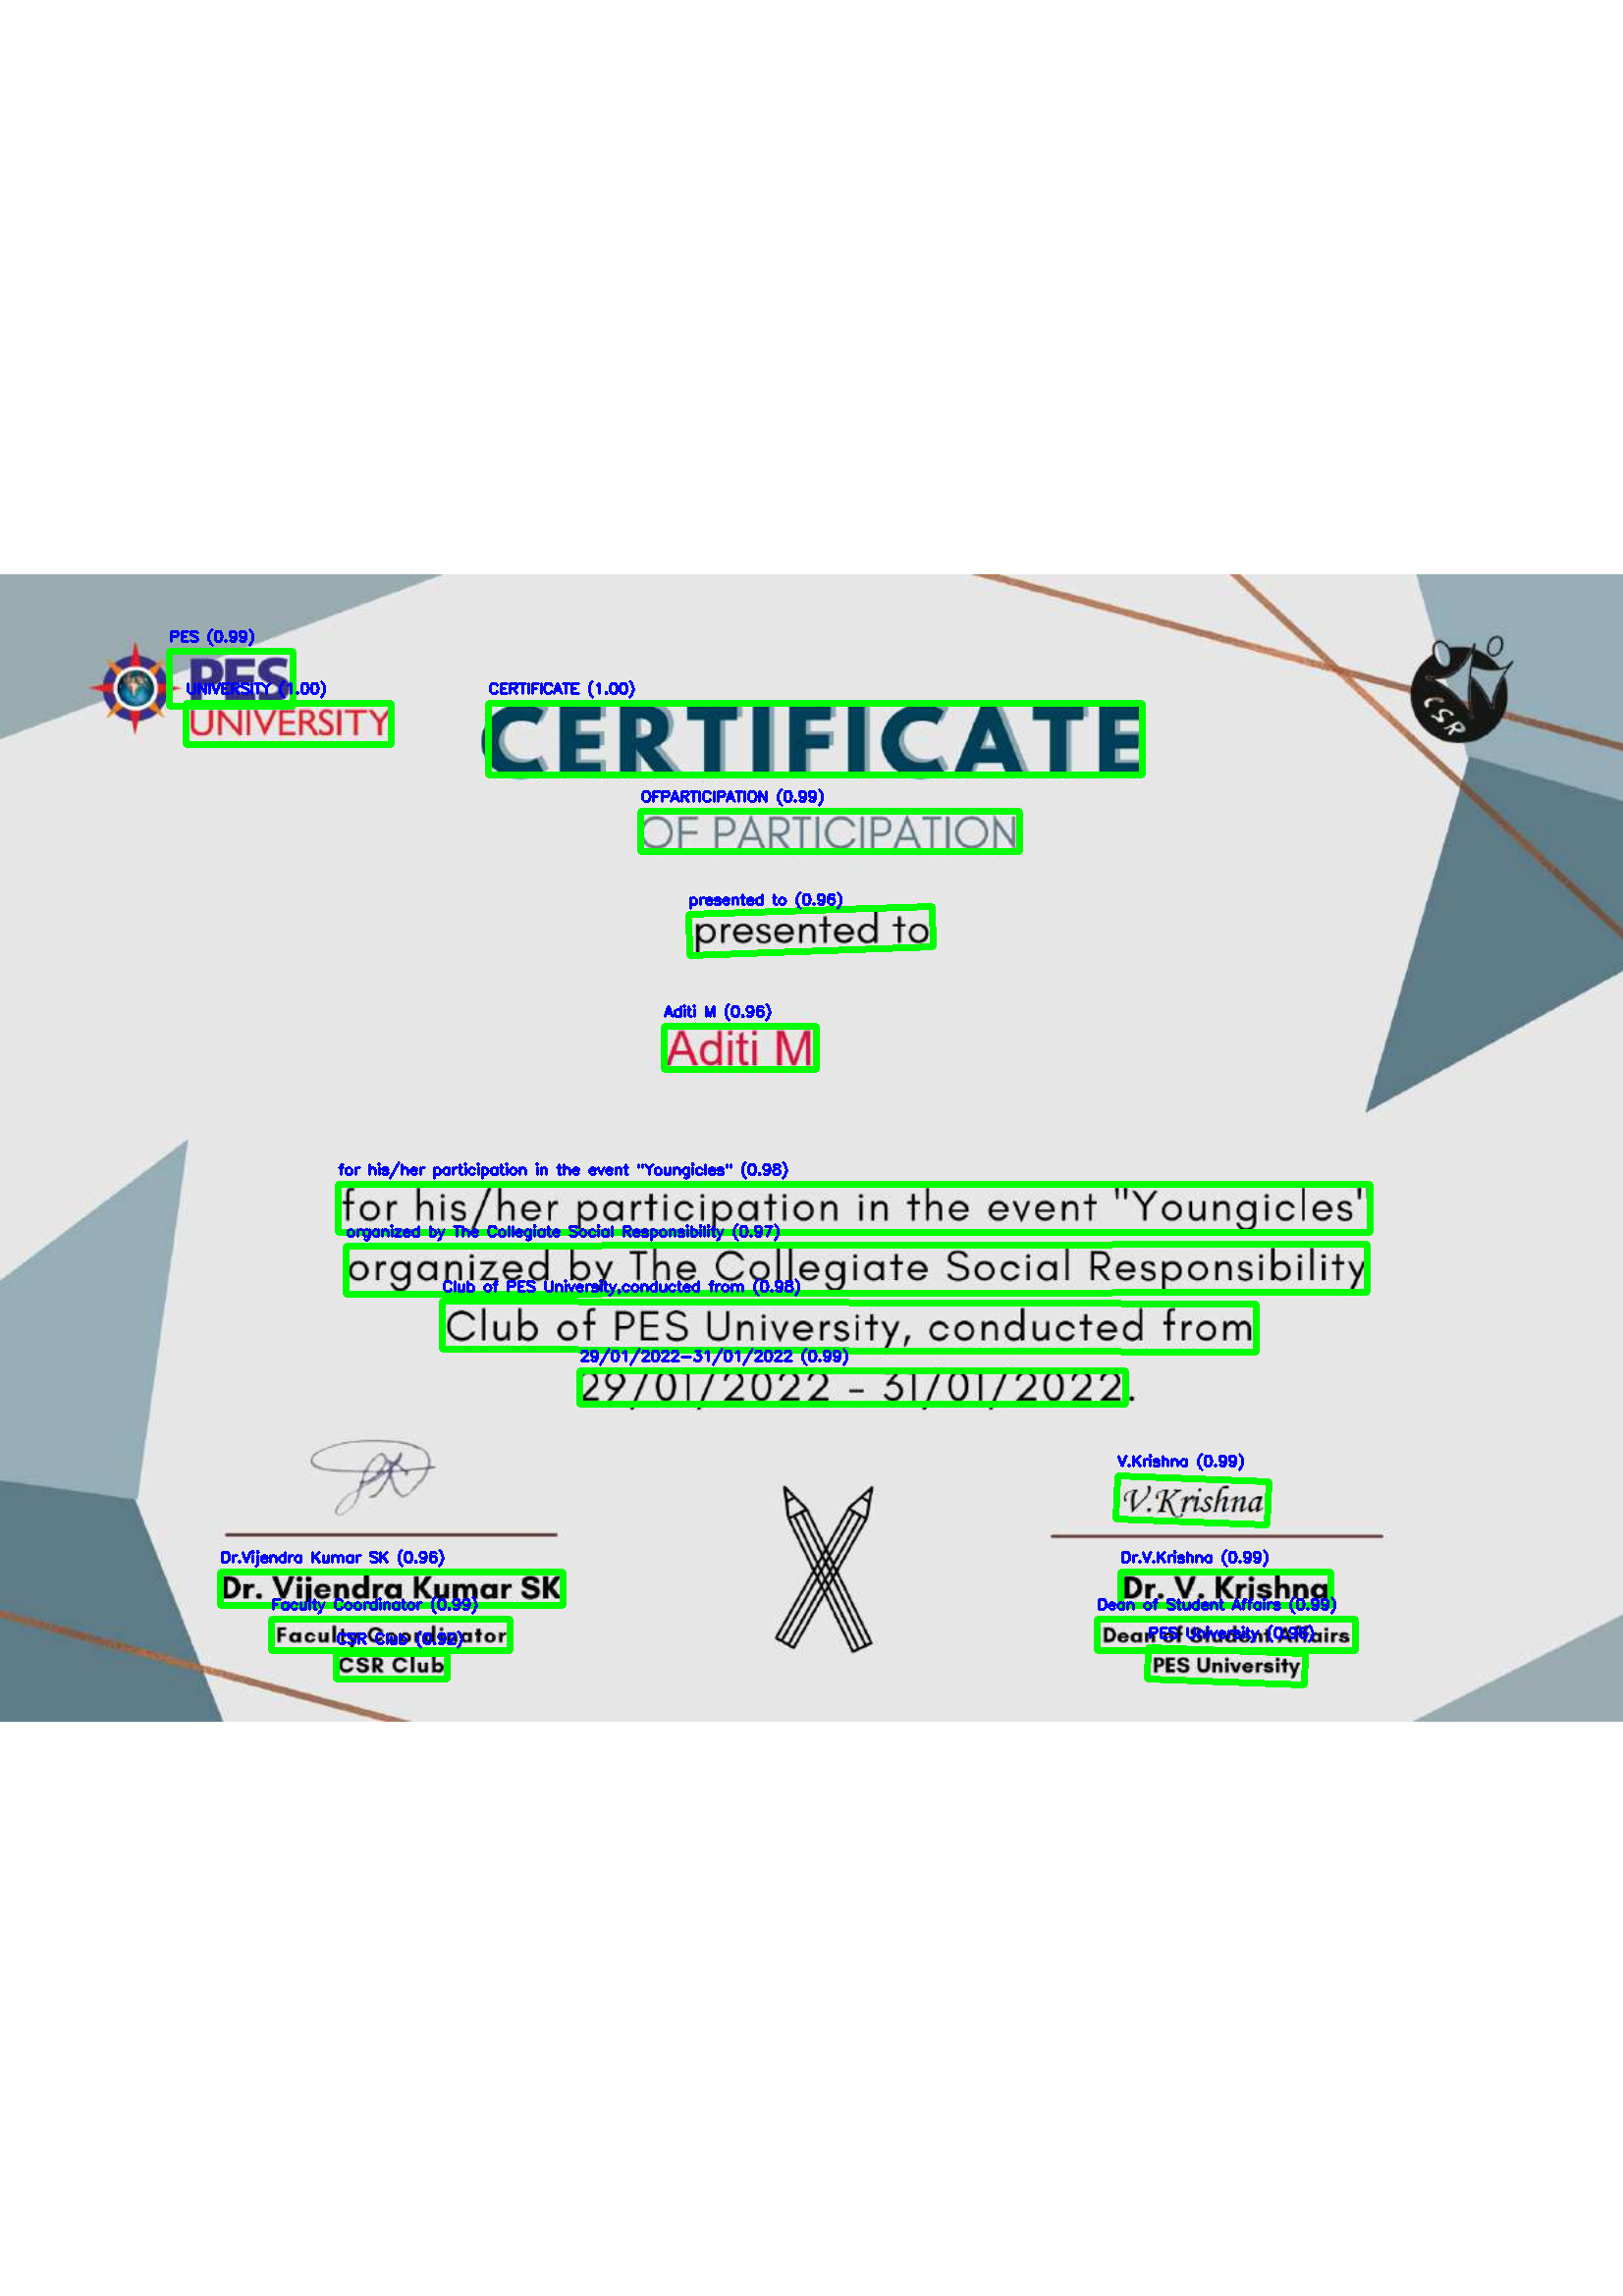 PES (0.99)
PES
UNIVERSITY (1.00)
UNIVERSITY
CSR
CERTIFICATE (1.00)
CERTIFICATE
OFPARTICIPATION (0.99)
OF PARTICIPATION
presented to (0.96)
presented to
Aditi M (0.96)
Aditi M
for his/her participation in the event "Youngicles" (0.98)
for his/her participation in the event "Youngicles"
organized by The Collegiate Social Responsibility (0.97)
organized by The Collegiate Social Responsibility
Club of PES University,conducted from (0.98)
Club of PES University, conducted from
29/01/2022-31/01/2022 (0.99)
29/01/2022 - 31/01/2022.
V.Krishna (0.99)
V.Krishna
Dr.Vijendra Kumar SK (0.96)
Dr. Vijendra Kumar SK
Faculty Coordinator (0.99)
Faculty Coordinator
CSR Club (0.92)
CSR Club
Dr.V.Krishna (0.99)
Dr. V. Krishna
Dean of Student Affairs (0.99)
Dean of Student Affairs
PES University (0.96)
PES University